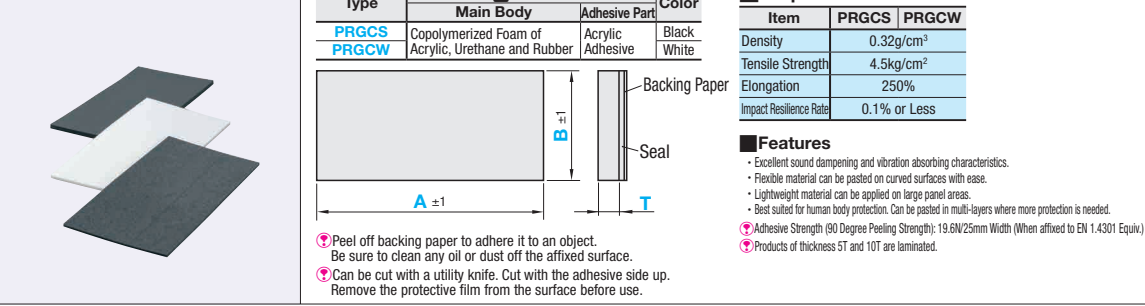 Type
Color
Main Body
Adhesive Part
PRGCS
Copolymerized Foam of
Acrylic
Black
PRGCW
Acrylic, Urethane and Rubber
Adhesive
White
Backing Paper
B ±1
Seal
A ±1
T
Peel off backing paper to adhere it to an object.
Be sure to clean any oil or dust off the affixed surface.
Can be cut with a utility knife. Cut with the adhesive side up.
Remove the protective film from the surface before use.
Item
PRGCS
PRGCW
Density
0.32g/cm³
Tensile Strength
4.5kg/cm²
Elongation
250%
Impact Resilience Rate
0.1% or Less
■Features
・Excellent sound dampening and vibration absorbing characteristics.
・Flexible material can be pasted on curved surfaces with ease.
・Lightweight material can be applied on large panel areas.
・Best suited for human body protection. Can be pasted in multi-layers where more protection is needed.
Adhesive Strength (90 Degree Peeling Strength): 19.6N/25mm Width (When affixed to EN 1.4301 Equiv.)
Products of thickness 5T and 10T are laminated.